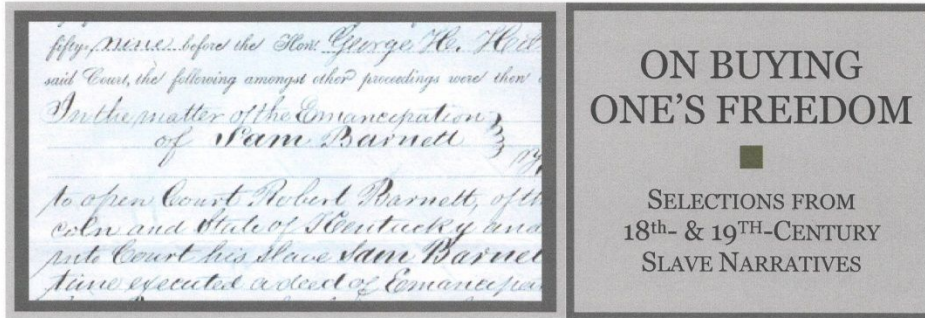 fifty-nine before the Hon: George H. Hit
said Court, the following amongst other proceedings were then
In the matter of the Emancipation
of Sam Barnett
to open Court Robert Barnett, of th
coln and State of Kentucky and
into Court his slave Sam Barnet
time executed a deed of Emancipa
ON BUYING
ONE'S FREEDOM
SELECTIONS FROM
18th- & 19TH-CENTURY
SLAVE NARRATIVES